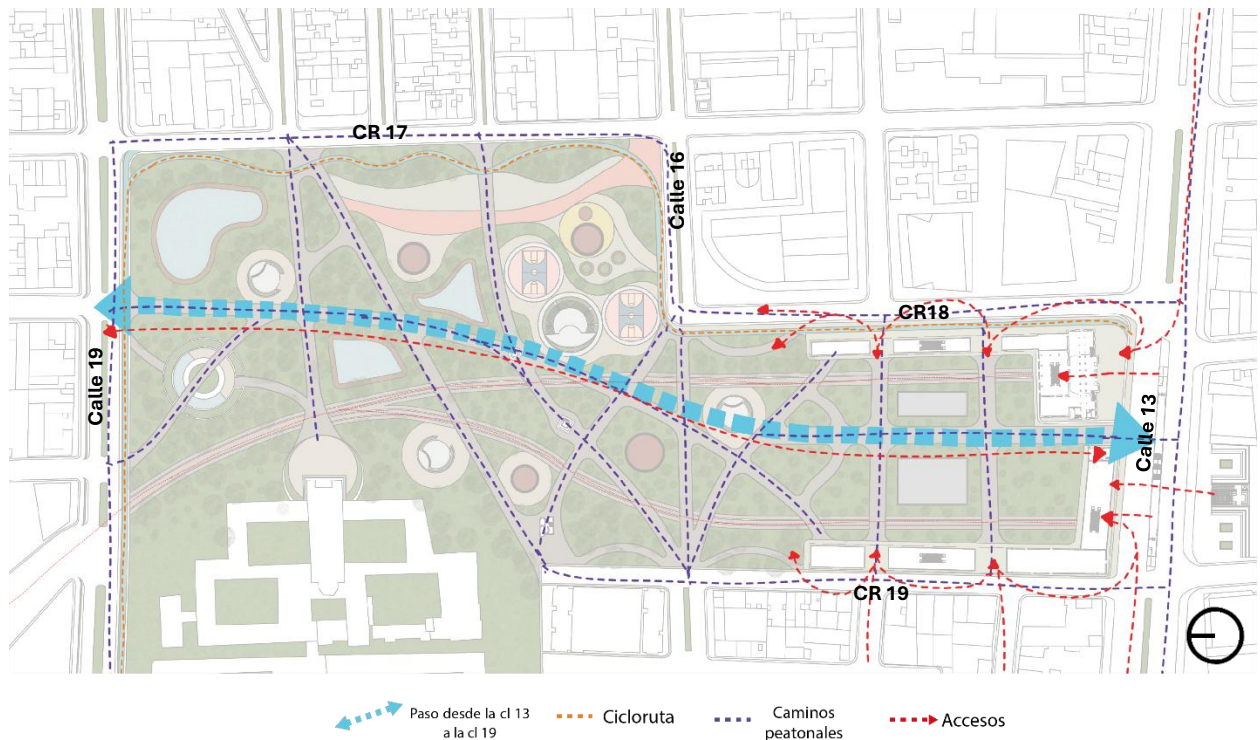 CR 17
Calle 16
CR18
Calle 19
Calle 13
CR 19
Paso desde la cl 13
a la cl 19
Cicloruta
Caminos
peatonales
Accesos